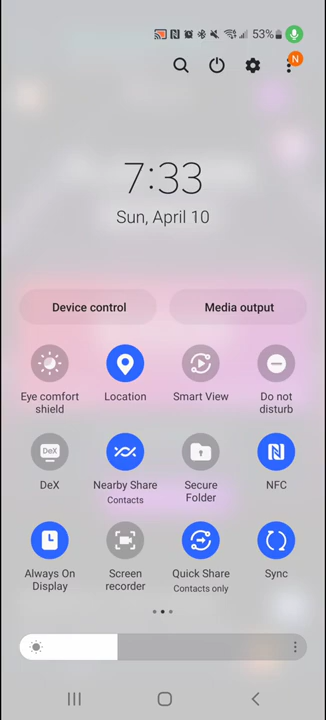 53%
N
7:33
Sun, April 10
Device control
Media output
Eye comfort
shield
Location
Smart View
Do not
disturb
DeX
DeX
Nearby Share
Contacts
Secure
Folder
NFC
Always On
Display
Screen
recorder
Quick Share
Contacts only
Sync